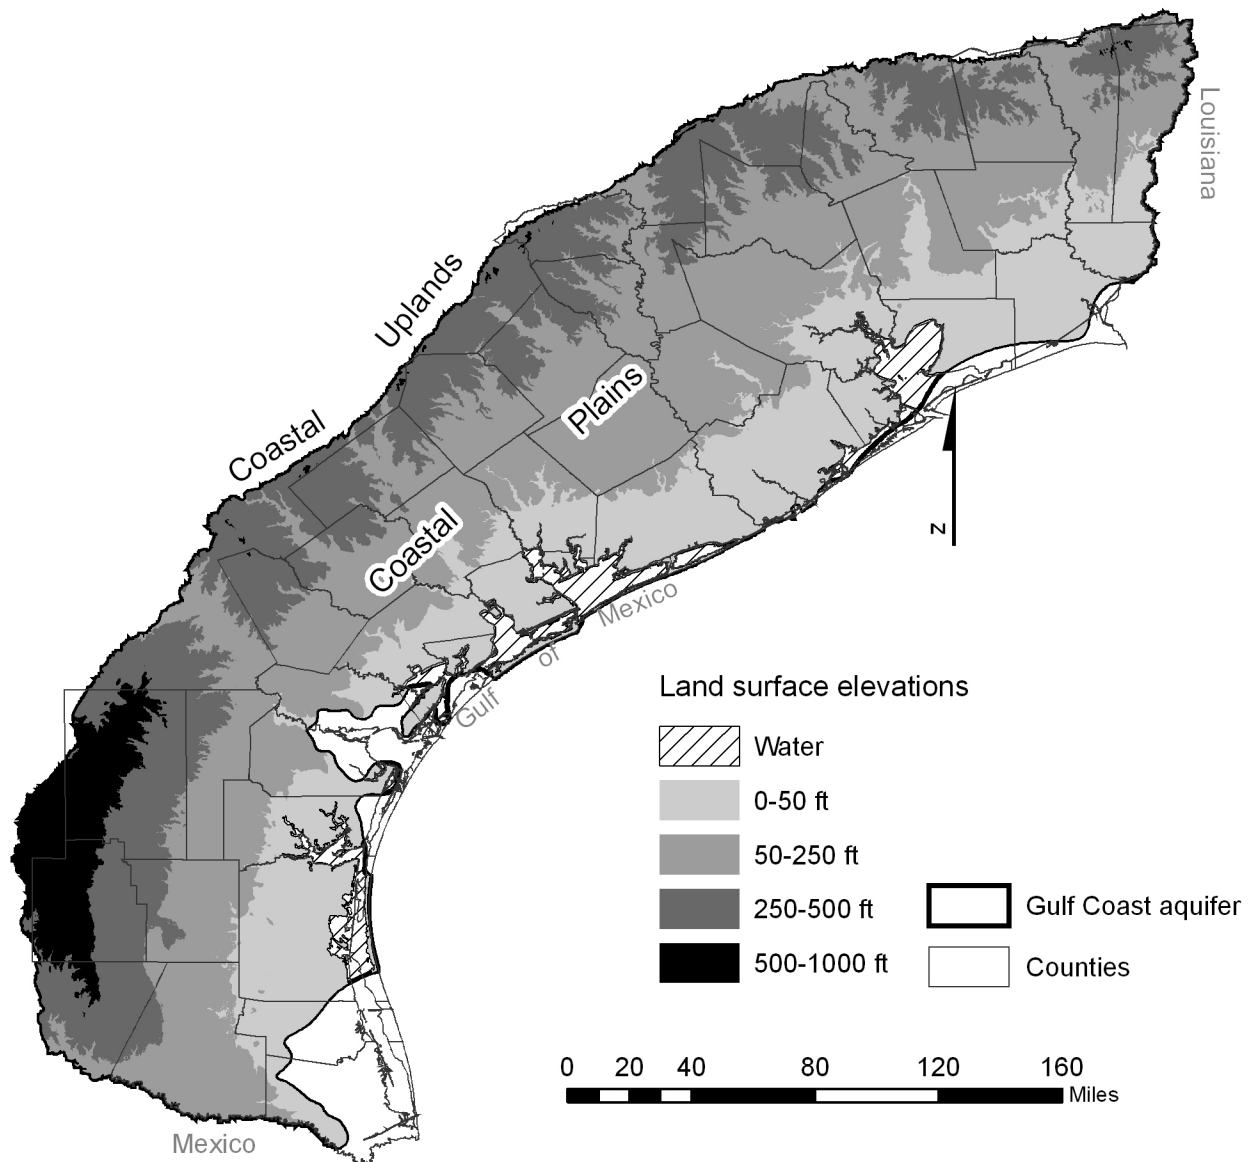 Louisiana
Uplands
Coastal
Plains
Coastal
Mexico
of
Gulf
N
Land surface elevations
Water
0-50 ft
50-250 ft
250-500 ft
500-1000 ft
Gulf Coast aquifer
Counties
0 20 40 80 120 160
Miles
Mexico